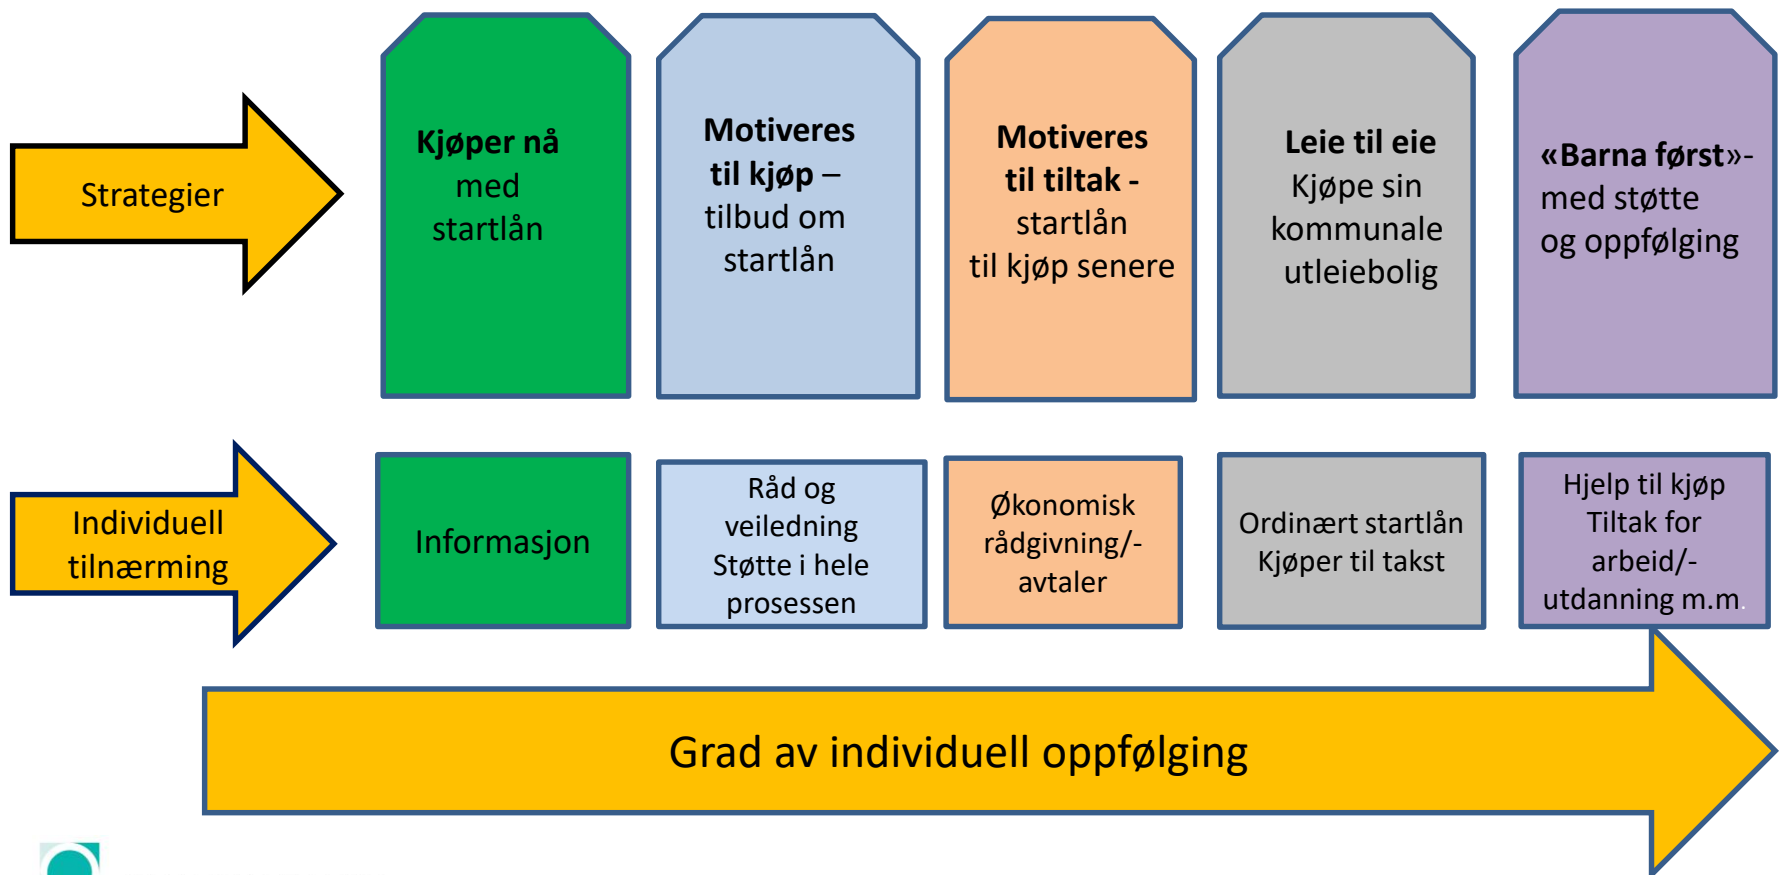 Strategier
Kjøper nå
med
startlån
Motiveres
til kjøp –
tilbud om
startlån
Motiveres
til tiltak -
startlån
til kjøp senere
Leie til eie
Kjøpe sin
kommunale
utleiebolig
«Barna først»-
med støtte
og oppfølging
Individuell
tilnærming
Informasjon
Råd og
veiledning
Støtte i hele
prosessen
Økonomisk
rådgivning/-
avtaler
Ordinært startlån
Kjøper til takst
Hjelp til kjøp
Tiltak for
arbeid/-
utdanning m.m.
Grad av individuell oppfølging